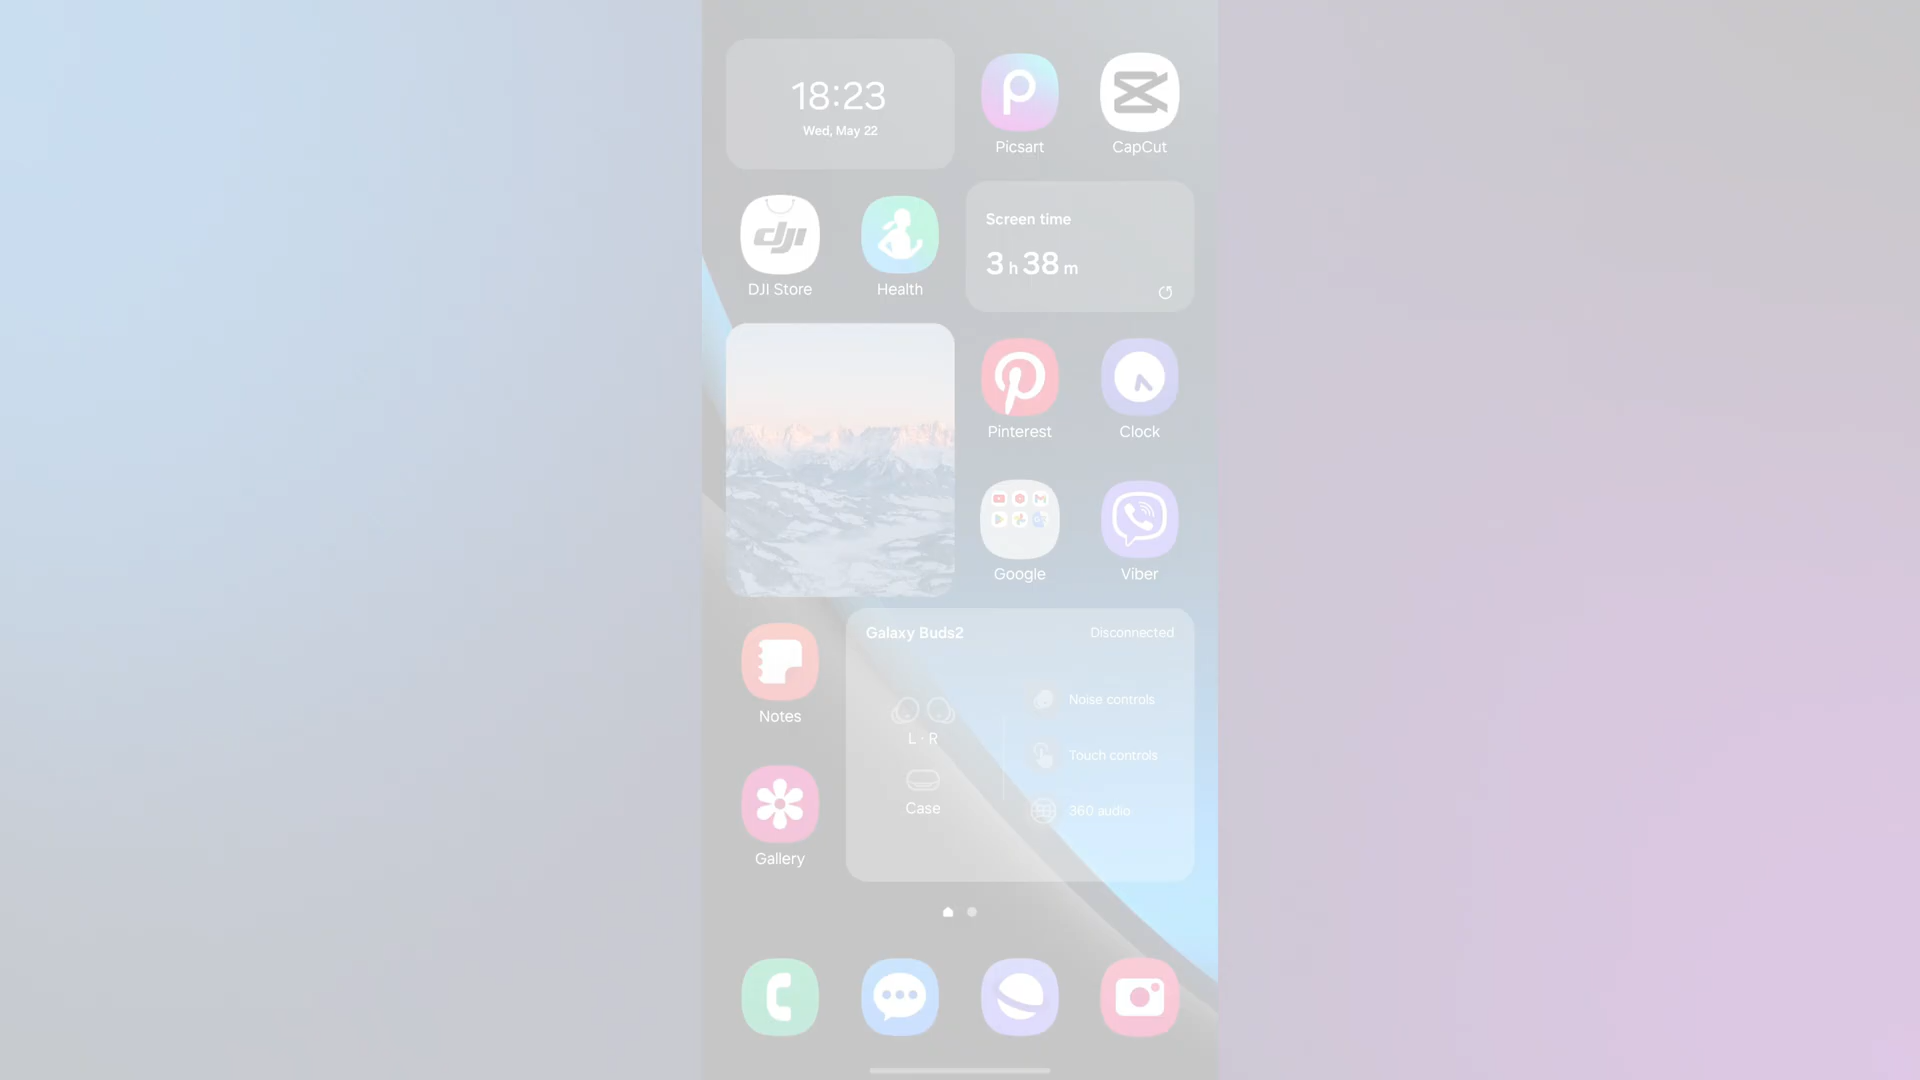 18:23
Wed, May 22
Picsart
CapCut
dji
DJI Store
Health
Screen time
3 h 38 m
Pinterest
Clock
Google
Viber
Galaxy Buds2
Disconnected
Noise controls
Touch controls
360 audio
L · R
Case
Notes
Gallery